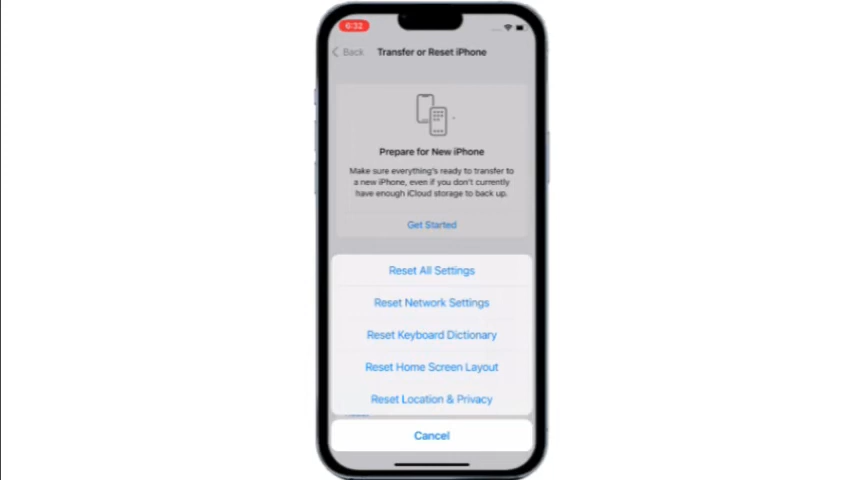 6:32
Back Transfer or Reset iPhone
Prepare for New iPhone
Make sure everything's ready to transfer to
a new iPhone, even if you don't currently
have enough iCloud storage to back up.
Get Started
Reset All Settings
Reset Network Settings
Reset Keyboard Dictionary
Reset Home Screen Layout
Reset Location & Privacy
Cancel